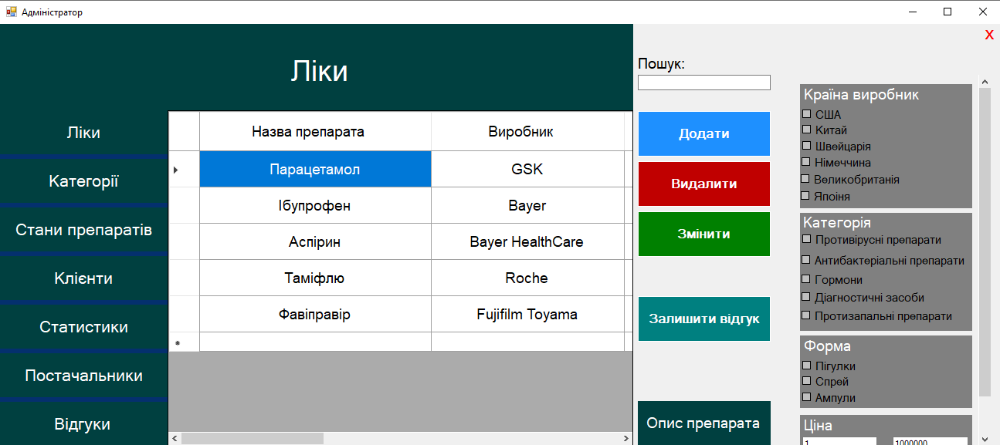 Адміністратор
X
Ліки
Ліки
Категорії
Стани препаратів
Клієнти
Статистики
Постачальники
Відгуки
Назва препарата Виробник
Парацетамол GSK
Ібупрофен Bayer
Аспірин Bayer HealthCare
Таміфлю Roche
Фавіправір Fujifilm Toyama
Пошук:
Додати
Видалити
Змінити
Залишити відгук
Опис препарата
Країна виробник
США
Китай
Швейцарія
Німеччина
Великобританія
Япоіня
Категорія
Противірусні препарати
Антибактеріальні препарати
Гормони
Діагностичні засоби
Протизапальні препарати
Форма
Пігулки
Спрей
Ампули
Ціна
1 1000000